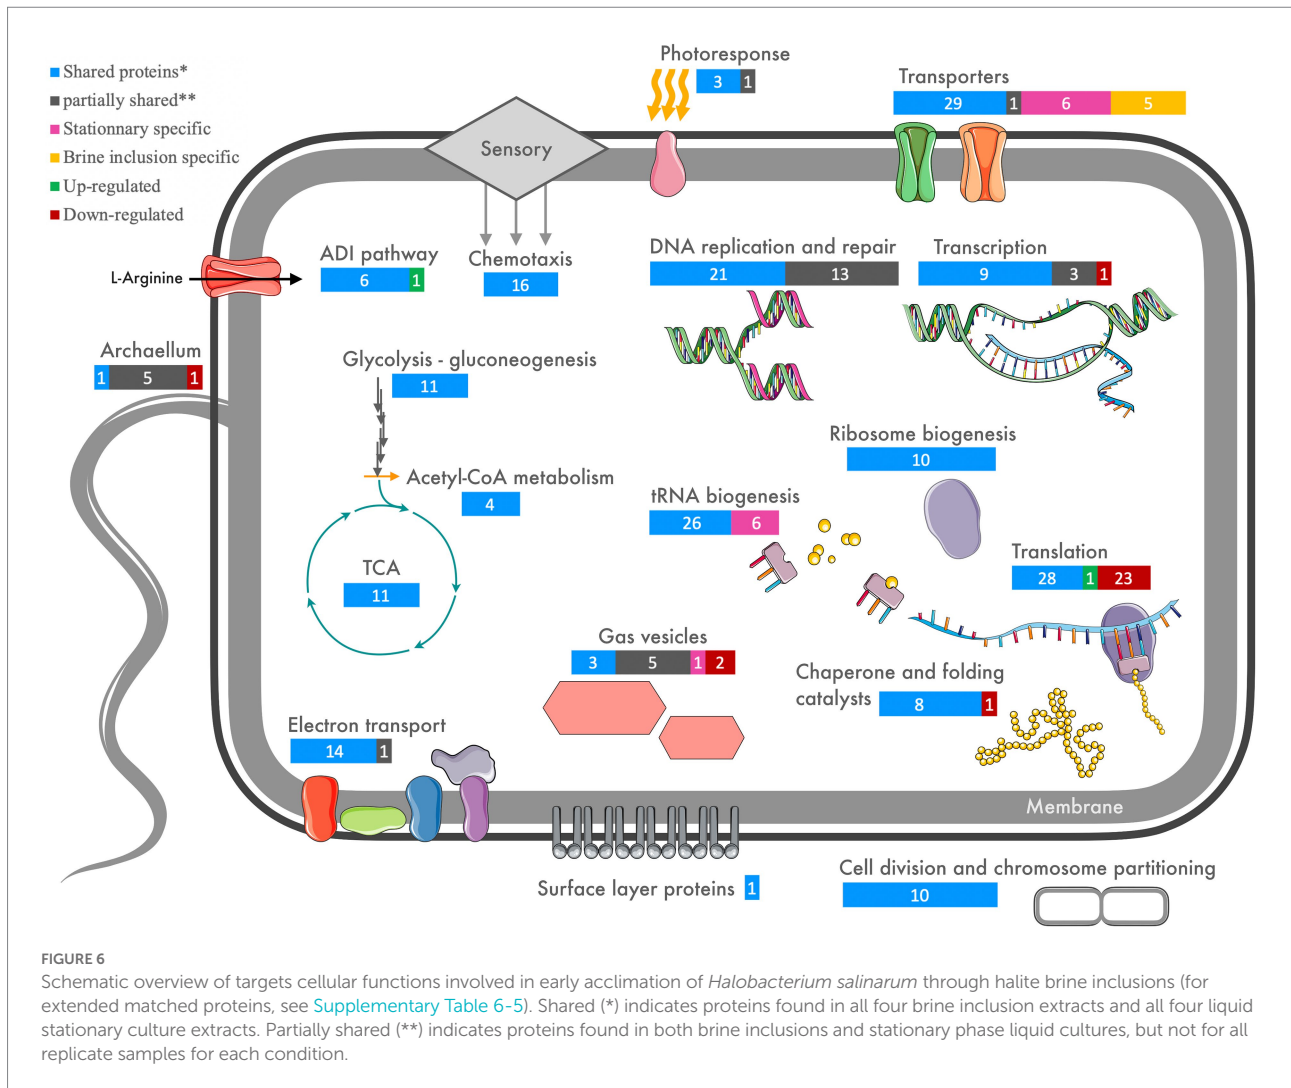 Shared proteins*
partially shared**
Stationnary specific
Brine inclusion specific
Up-regulated
Down-regulated
Photoresponse
3 1
Transporters
29 1 6 5
Sensory
L-Arginine
ADI pathway
6 1
Chemotaxis
16
DNA replication and repair
21 13
Transcription
9 3 1
Archaellum
1 5 1
Glycolysis - gluconeogenesis
11
Acetyl-CoA metabolism
4
TCA
11
Ribosome biogenesis
10
tRNA biogenesis
26 6
Translation
28 1 23
Gas vesicles
3 5 1 2
Chaperone and folding
catalysts 8 1
Electron transport
14 1
Membrane
Surface layer proteins 1
Cell division and chromosome partitioning
10
FIGURE 6
Schematic overview of targets cellular functions involved in early acclimation of Halobacterium salinarum through halite brine inclusions (for
extended matched proteins, see Supplementary Table 6-5). Shared (*) indicates proteins found in all four brine inclusion extracts and all four liquid
stationary culture extracts. Partially shared (**) indicates proteins found in both brine inclusions and stationary phase liquid cultures, but not for all
replicate samples for each condition.